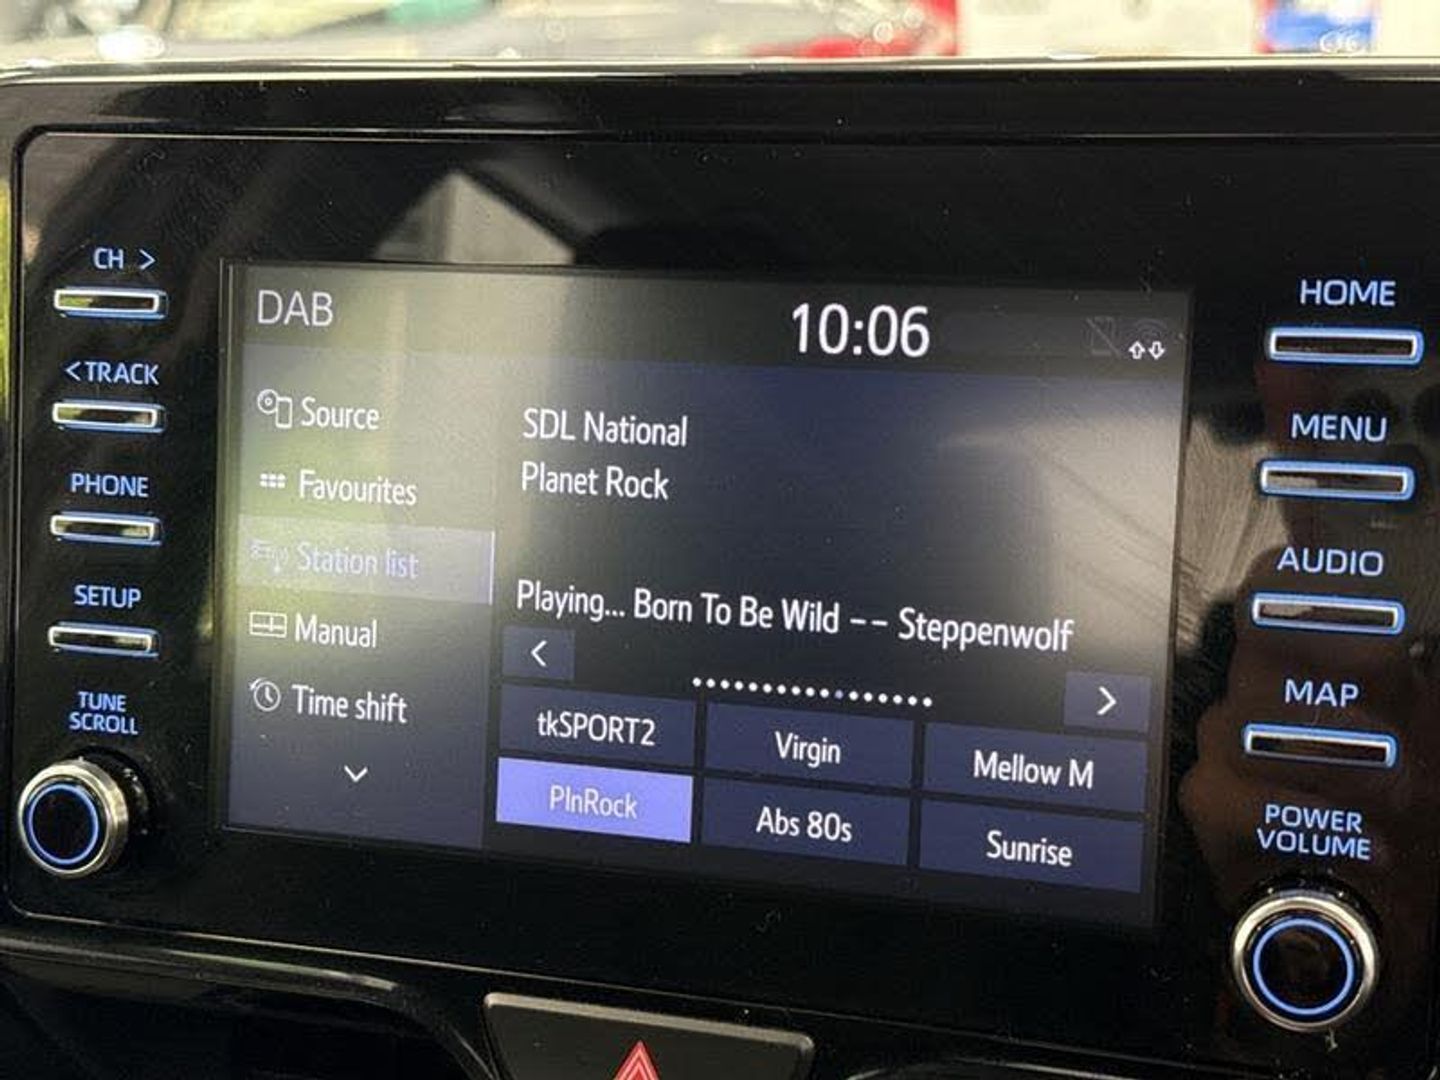 CH >
<TRACK
PHONE
SETUP
TUNE
SCROLL
DAB
10:06
Source
Favourites
Station list
Manual
Time shift
SDL National
Planet Rock
Playing... Born To Be Wild -- Steppenwolf
<
>
tkSPORT2
Virgin
Mellow M
PlnRock
Abs 80s
Sunrise
HOME
MENU
AUDIO
MAP
POWER
VOLUME